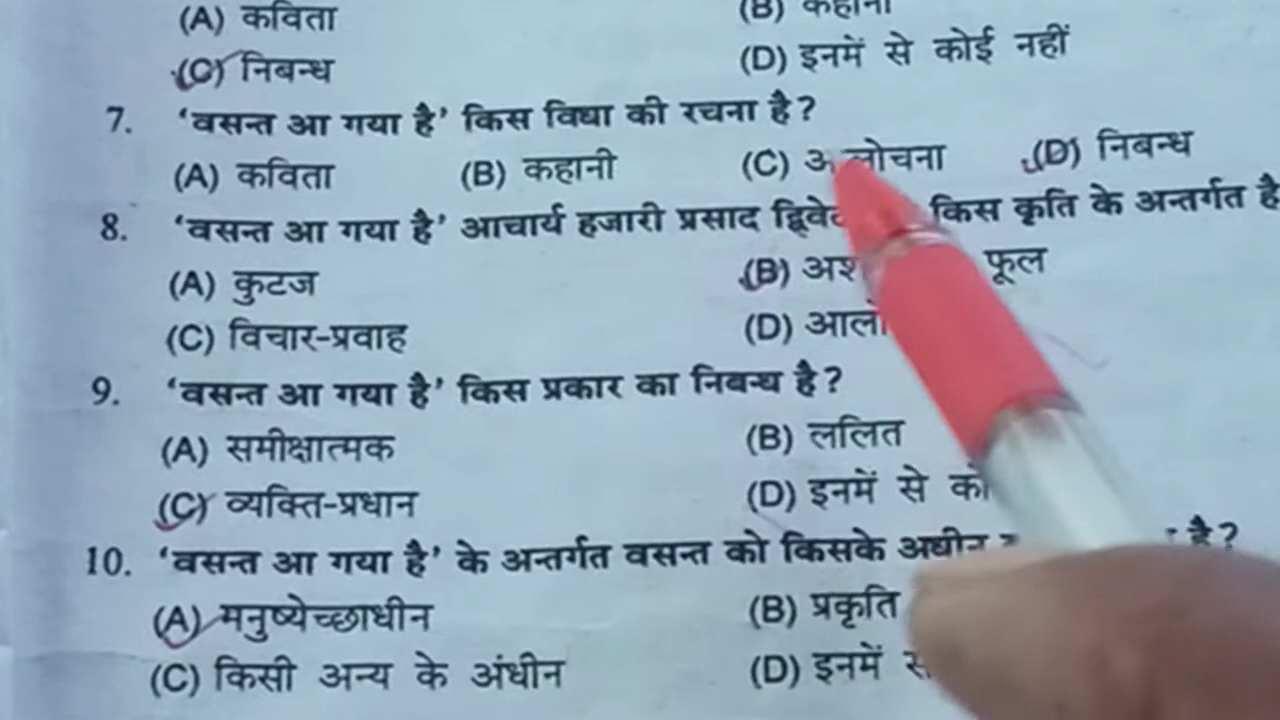 (A) कविता (B) कहानी
(C) निबन्ध (D) इनमें से कोई नहीं
7. ‘वसन्त आ गया है’ किस विधा की रचना है?
(A) कविता (B) कहानी (C) आलोचना (D) निबन्ध
8. ‘वसन्त आ गया है’ आचार्य हजारी प्रसाद किस कृति के अन्तर्गत है
(A) कुटज (B) फूल
(C) विचार-प्रवाह (D)
9. ‘वसन्त आ गया है’ किस प्रकार का निबन्ध है?
(A) समीक्षात्मक (B) ललित
(C) व्यक्ति-प्रधान (D) इनमें से
10. ‘वसन्त आ गया है’ के अन्तर्गत वसन्त को किसके अधीन है?
(A) मनुष्येच्छाधीन (B) प्रकृति
(C) किसी अन्य के अंधीन (D) इनमें